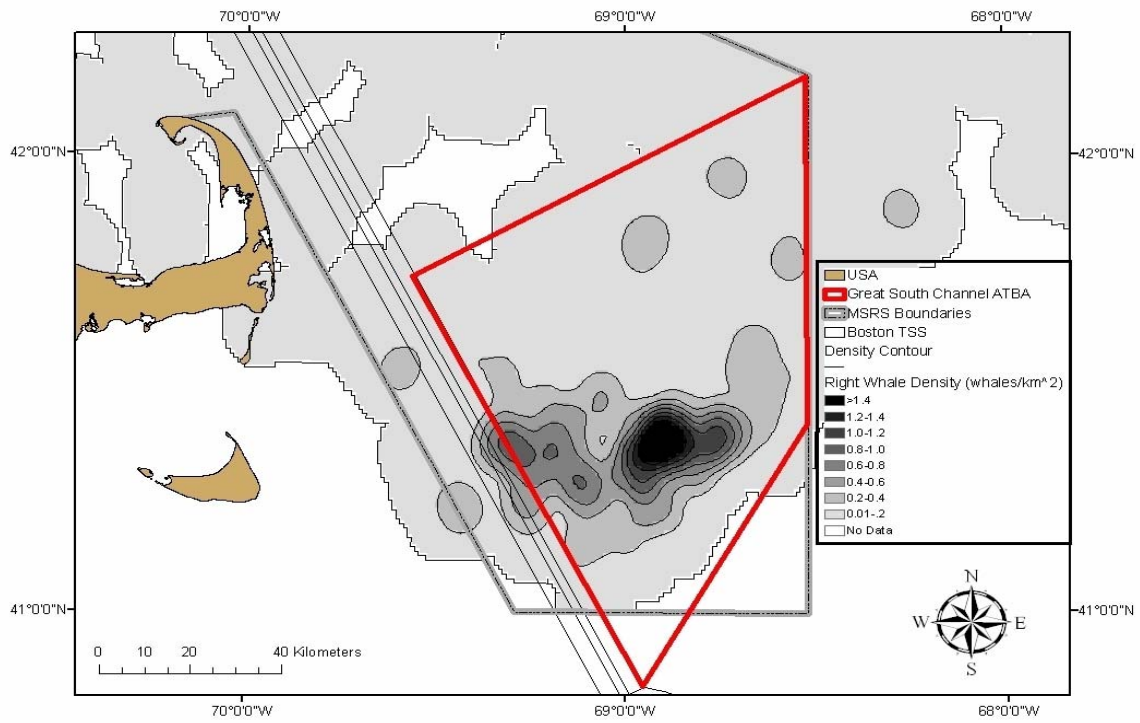 70°0'0"W
69°0'0"W
68°0'0"W
42°0'0"N
42°0'0"N
USA
Great South Channel ATBA
MSRS Boundaries
Boston TSS
Density Contour
Right Whale Density (whales/km^2)
>1.4
1.2-1.4
1.0-1.2
0.8-1.0
0.6-0.8
0.4-0.6
0.2-0.4
0.01-.2
No Data
N
W
E
S
41°0'0"N
41°0'0"N
0 10 20 40 Kilometers
70°0'0"W
69°0'0"W
68°0'0"W